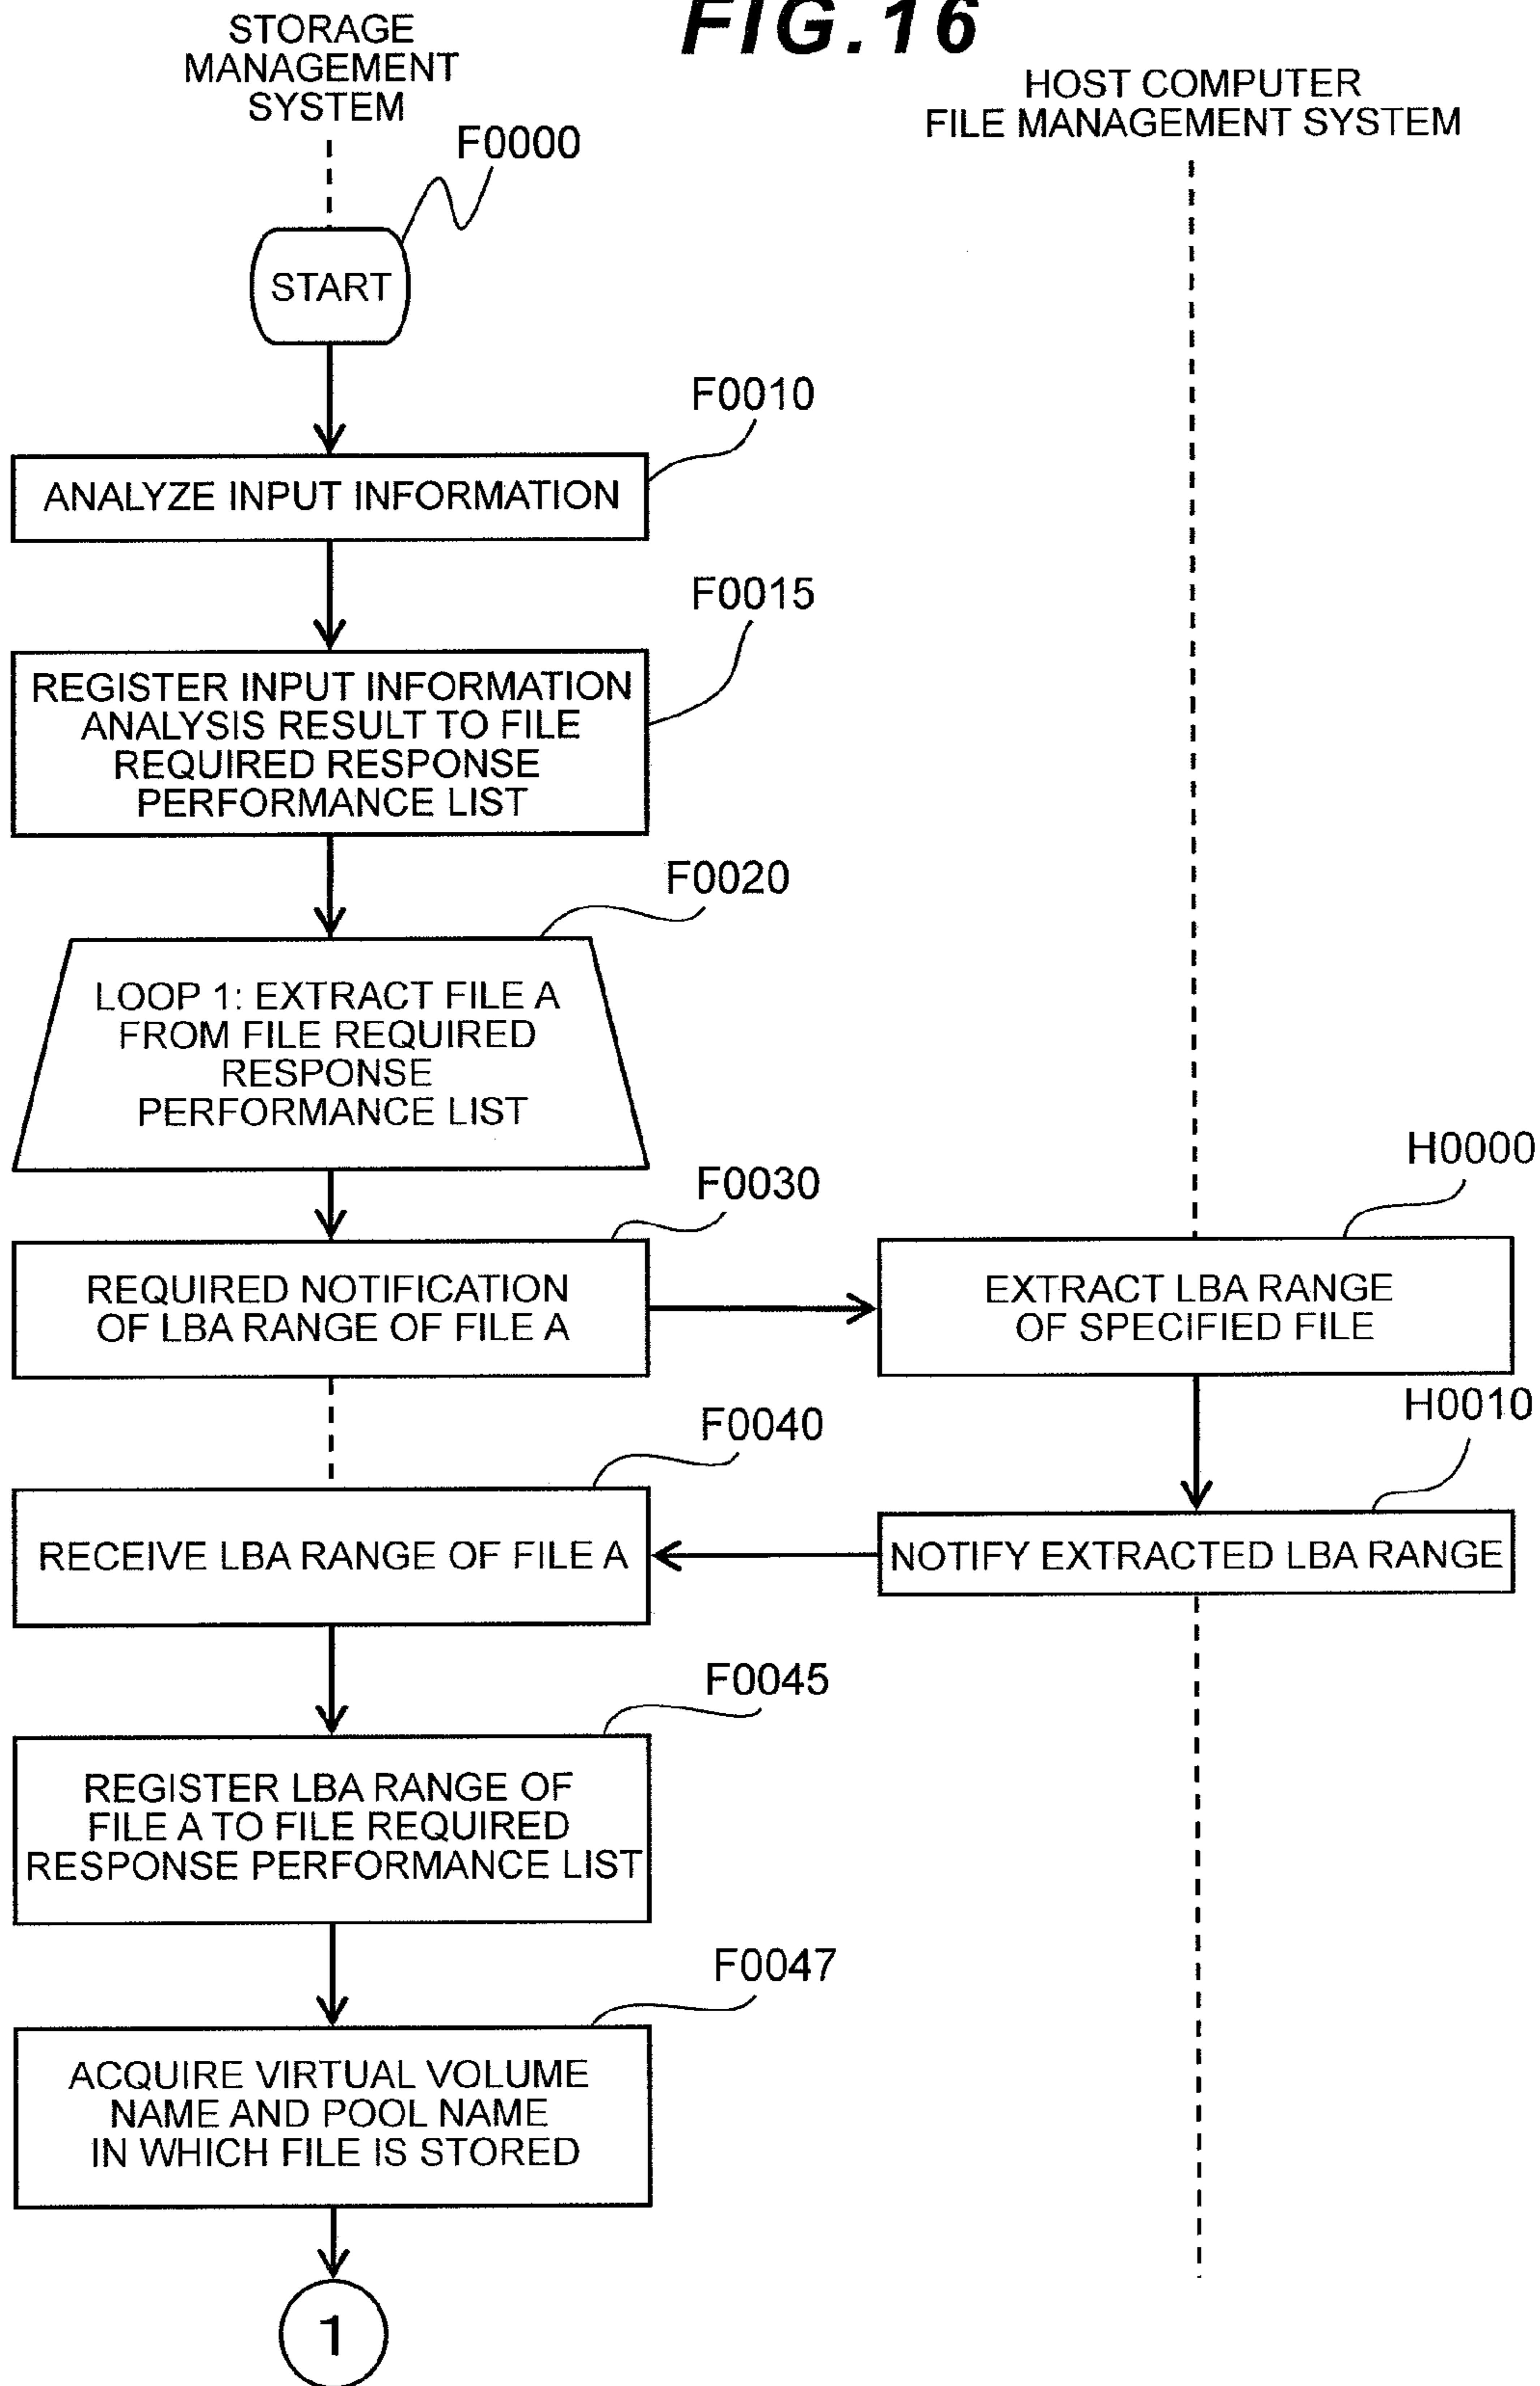 FIG.16
STORAGE
MANAGEMENT
SYSTEM
HOST COMPUTER
FILE MANAGEMENT SYSTEM
F0000
START
F0010
ANALYZE INPUT INFORMATION
F0015
REGISTER INPUT INFORMATION
ANALYSIS RESULT TO FILE
REQUIRED RESPONSE
PERFORMANCE LIST
F0020
LOOP 1: EXTRACT FILE A
FROM FILE REQUIRED
RESPONSE
PERFORMANCE LIST
F0030
REQUIRED NOTIFICATION
OF LBA RANGE OF FILE A
H0000
EXTRACT LBA RANGE
OF SPECIFIED FILE
H0010
NOTIFY EXTRACTED LBA RANGE
F0040
RECEIVE LBA RANGE OF FILE A
F0045
REGISTER LBA RANGE OF
FILE A TO FILE REQUIRED
RESPONSE PERFORMANCE LIST
F0047
ACQUIRE VIRTUAL VOLUME
NAME AND POOL NAME
IN WHICH FILE IS STORED
1